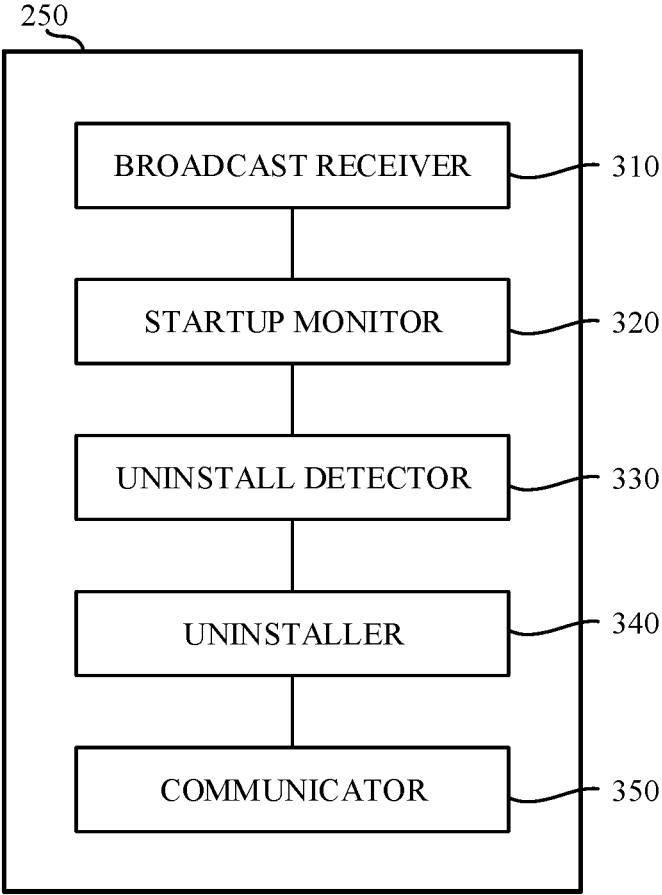 250
BROADCAST RECEIVER
310
STARTUP MONITOR
320
UNINSTALL DETECTOR
330
UNINSTALLER
340
COMMUNICATOR
350